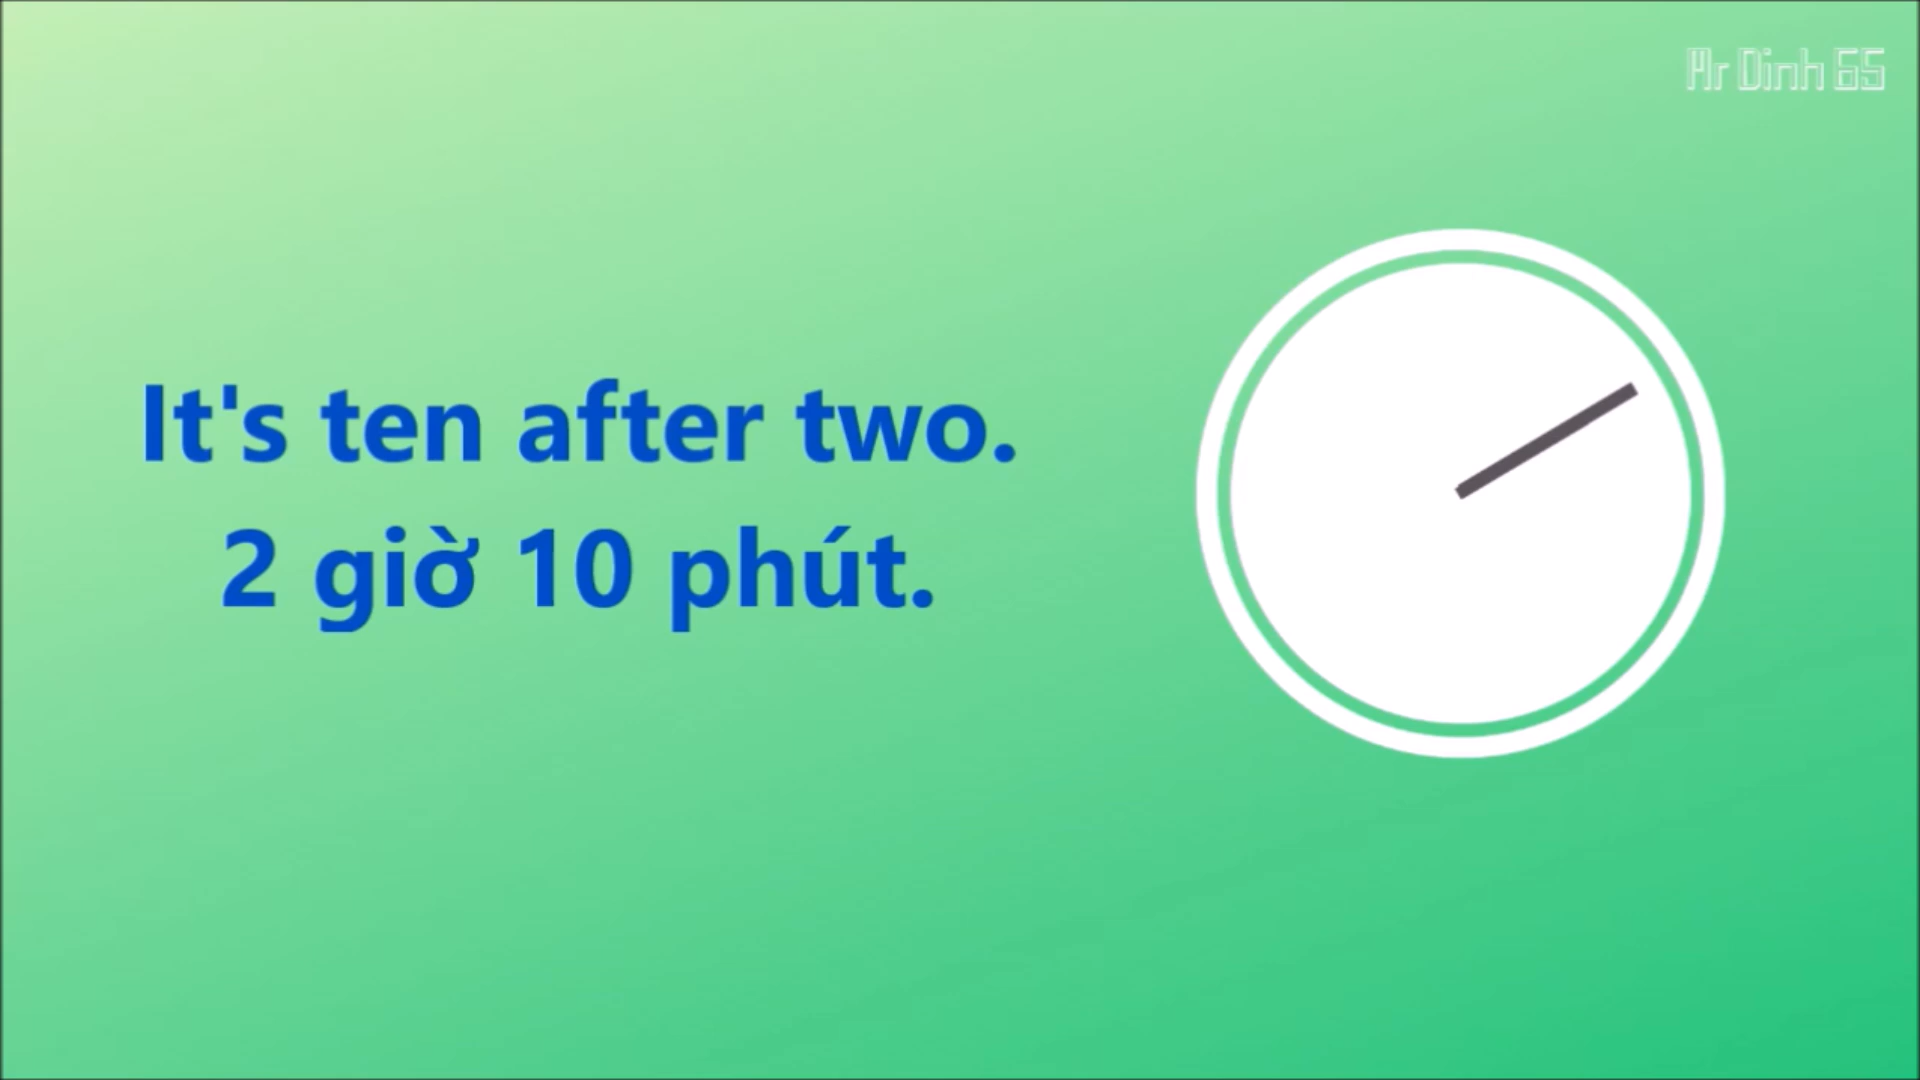 Mr Dinh 65
It's ten after two.
2 giờ 10 phút.